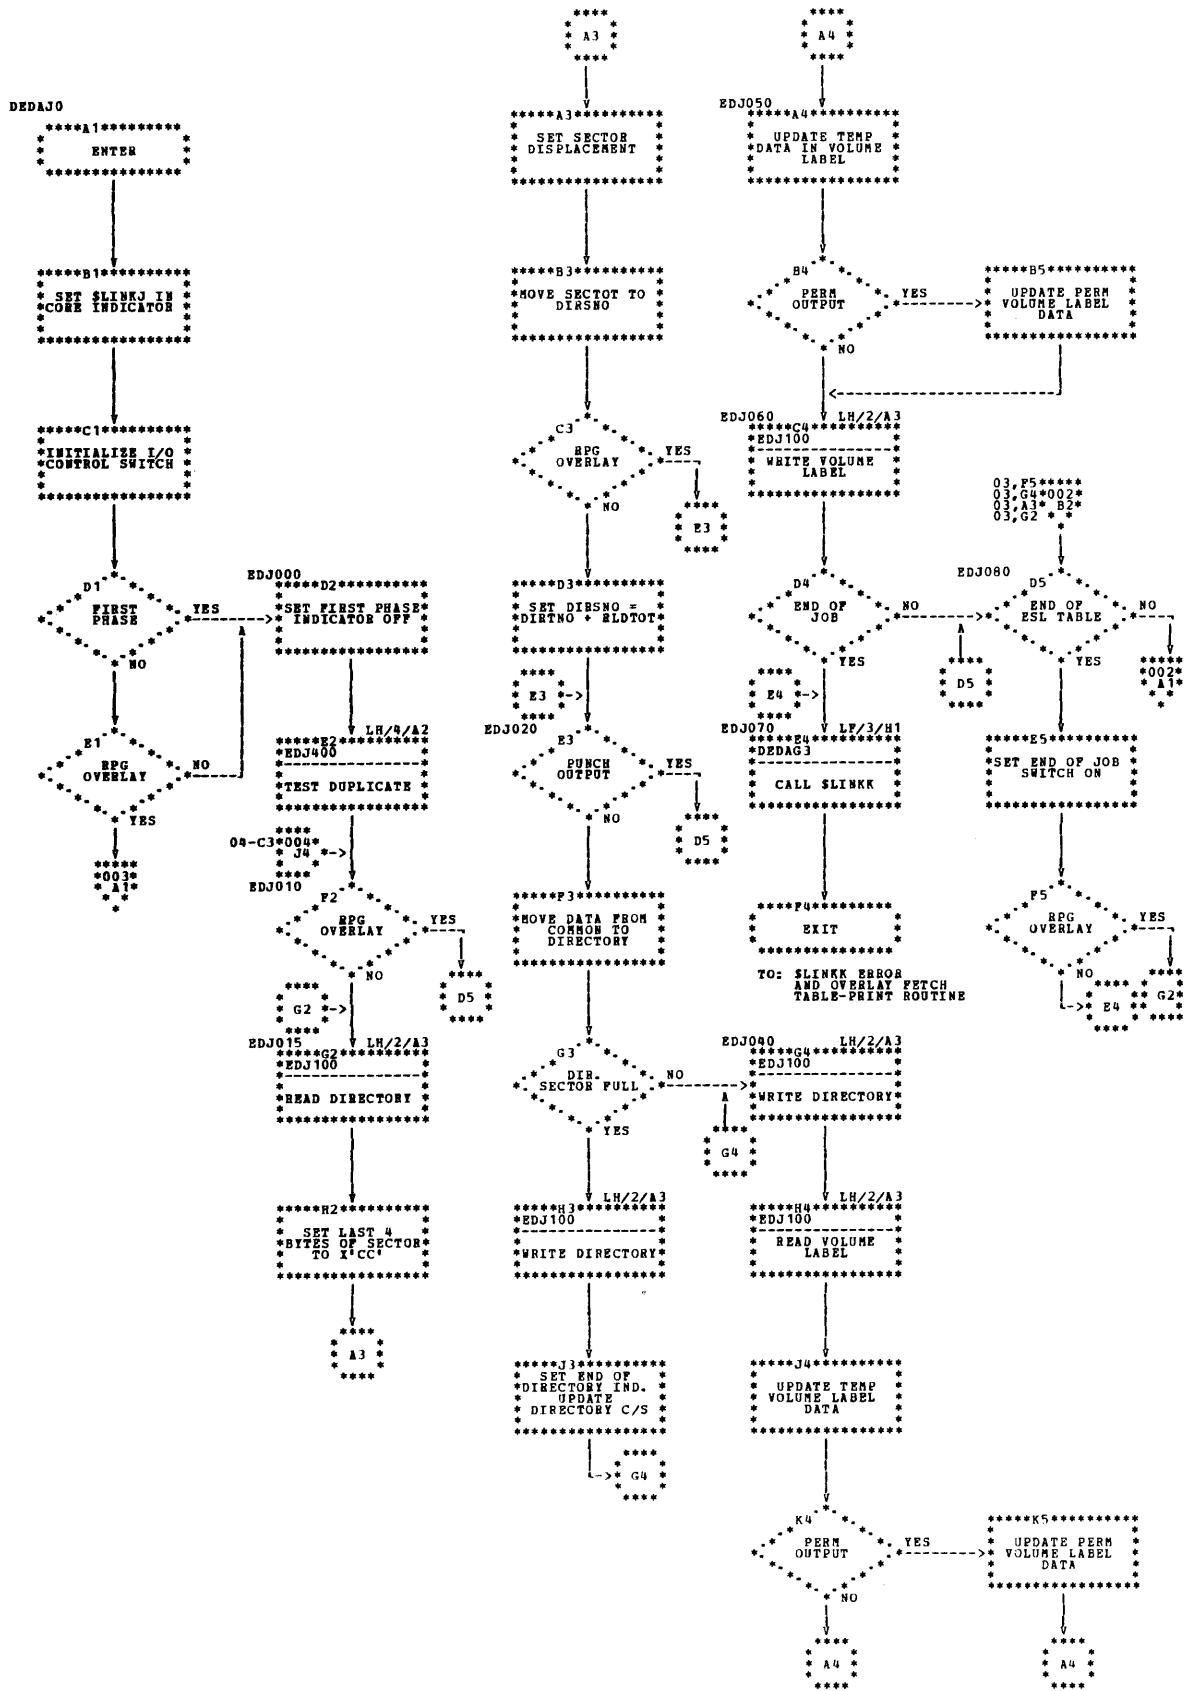 DEDAJ0
A1
ENTER
B1
SET $LINKJ IN
CORE INDICATOR
C1
INITIALIZE I/O
CONTROL SWITCH
D1
FIRST
PHASE
YES
NO
E1
RPG
OVERLAY
NO
YES
003
A1
EDJ000
D2
SET FIRST PHASE
INDICATOR OFF
LH/4/A2
E2
EDJ400
TEST DUPLICATE
04-C3*004*
J4
EDJ010
F2
RPG
OVERLAY
YES
NO
D5
G2
EDJ015
LH/2/A3
G2
EDJ100
READ DIRECTORY
H2
SET LAST 4
BYTES OF SECTOR
TO X'CC'
A3
A3
A3
SET SECTOR
DISPLACEMENT
B3
MOVE SECTOT TO
DIRSNO
C3
RPG
OVERLAY
YES
NO
E3
D3
SET DIRSNO =
DIRTNO + RLDTOT
E3
EDJ020
E3
PUNCH
OUTPUT
YES
NO
D5
F3
MOVE DATA FROM
COMMON TO
DIRECTORY
G3
DIR.
SECTOR FULL
NO
YES
G4
LH/2/A3
H3
EDJ100
WRITE DIRECTORY
J3
SET END OF
DIRECTORY IND.
UPDATE
DIRECTORY C/S
G4
A4
EDJ050
A4
UPDATE TEMP
DATA IN VOLUME
LABEL
B4
PERM
OUTPUT
YES
NO
B5
UPDATE PERM
VOLUME LABEL
DATA
EDJ060
LH/2/A3
C4
EDJ100
WRITE VOLUME
LABEL
D4
END OF
JOB
NO
YES
D5
E4
EDJ070
LF/3/H1
E4
DEDAG3
CALL $LINKK
F4
EXIT
TO: $LINKK ERROR
AND OVERLAY FETCH
TABLE-PRINT ROUTINE
EDJ040
LH/2/A3
G4
EDJ100
WRITE DIRECTORY
LH/2/A3
H4
EDJ100
READ VOLUME
LABEL
J4
UPDATE TEMP
VOLUME LABEL
DATA
K4
PERM
OUTPUT
YES
NO
A4
K5
UPDATE PERM
VOLUME LABEL
DATA
A4
03,F5*****
03,G4*002*
03,A3* B2*
03,G2 * *
EDJ080
D5
END OF
ESL TABLE
NO
YES
002
A1
E5
SET END OF JOB
SWITCH ON
F5
RPG
OVERLAY
YES
NO
E4
G2